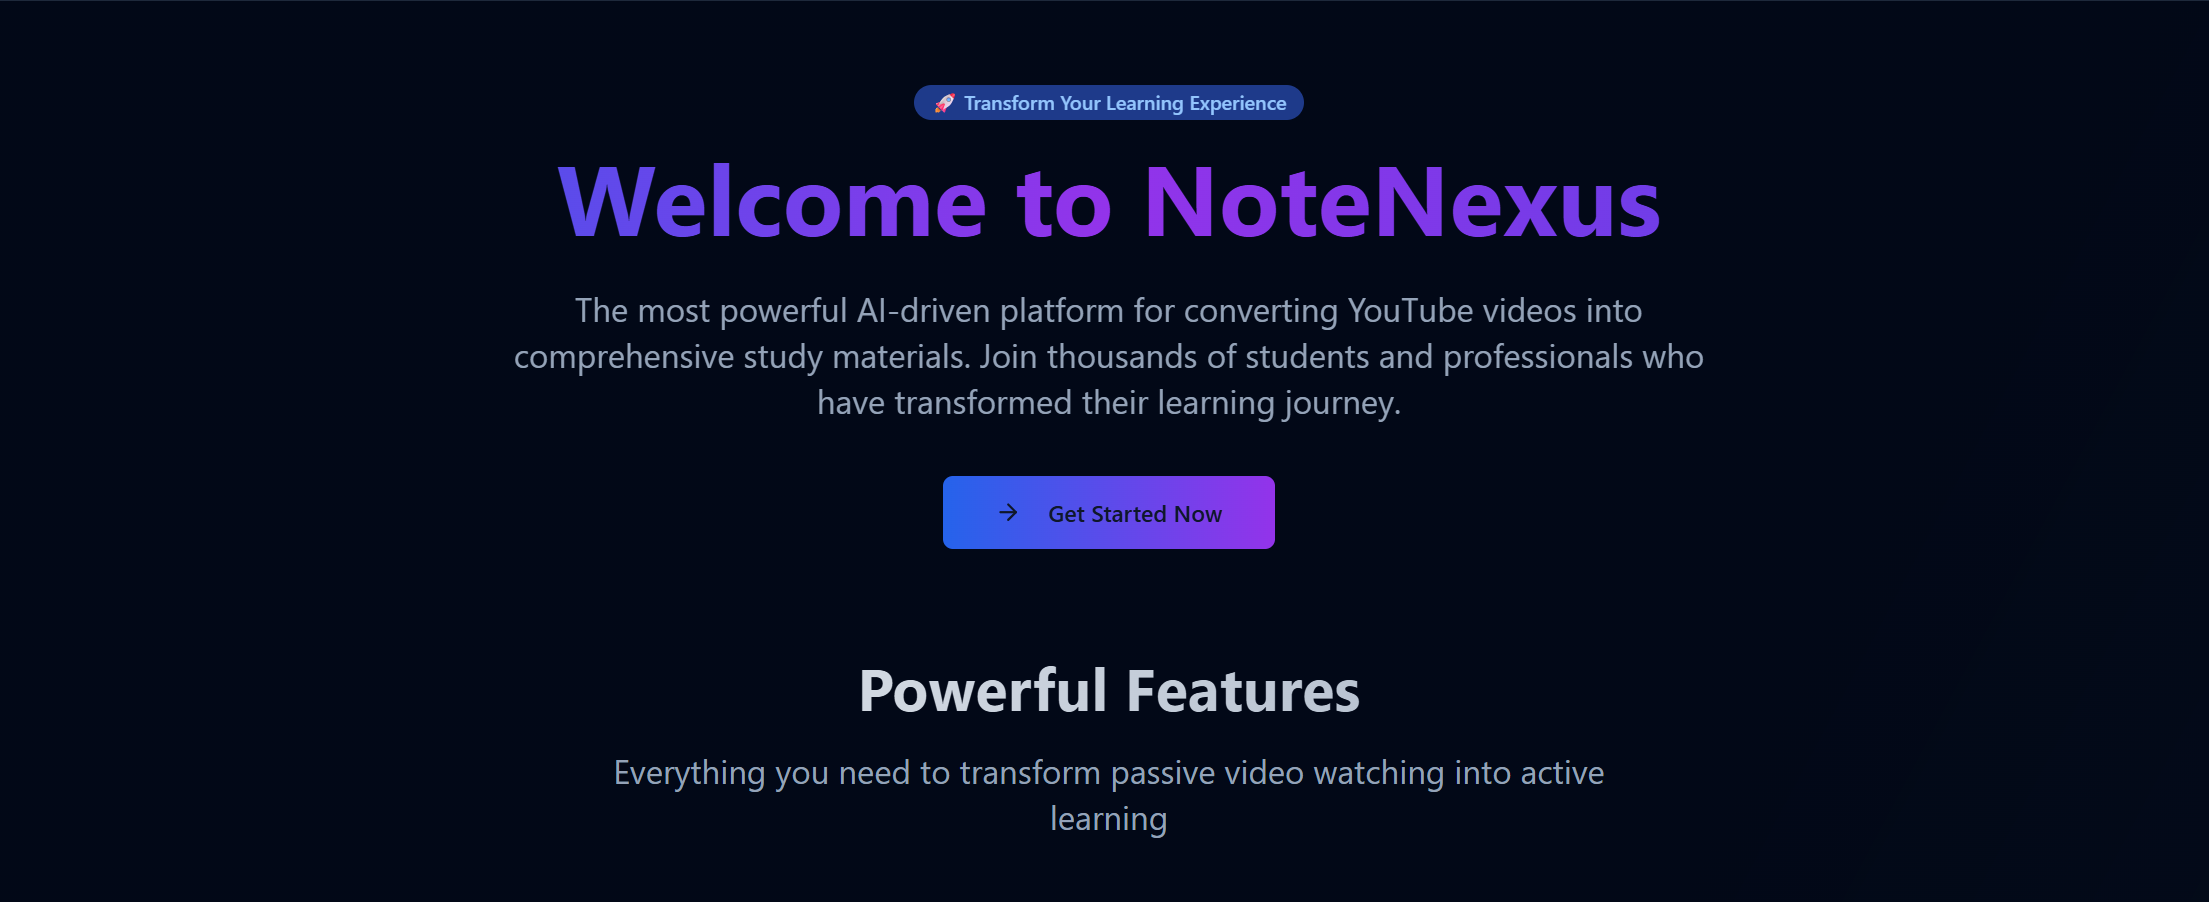 🚀 Transform Your Learning Experience
Welcome to NoteNexus
The most powerful AI-driven platform for converting YouTube videos into
comprehensive study materials. Join thousands of students and professionals who
have transformed their learning journey.
→ Get Started Now
Powerful Features
Everything you need to transform passive video watching into active
learning